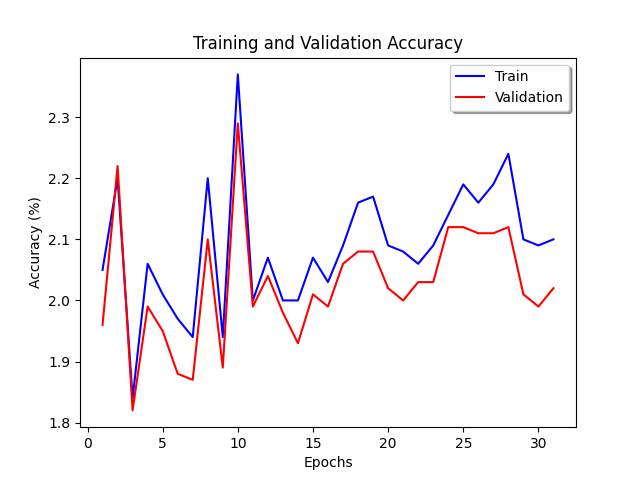 Training and Validation Accuracy
Train
Validation
Accuracy (%)
2.3
2.2
2.1
2.0
1.9
1.8
0 5 10 15 20 25 30
Epochs